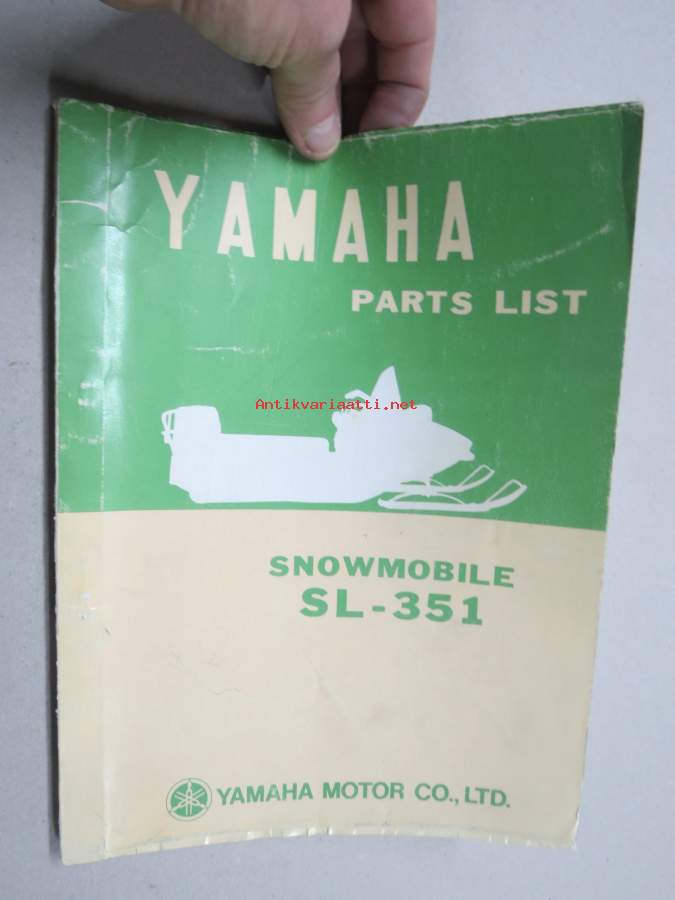 YAMAHA
PARTS LIST
Antikvariaatti.net
SNOWMOBILE
SL-351
YAMAHA MOTOR CO., LTD.